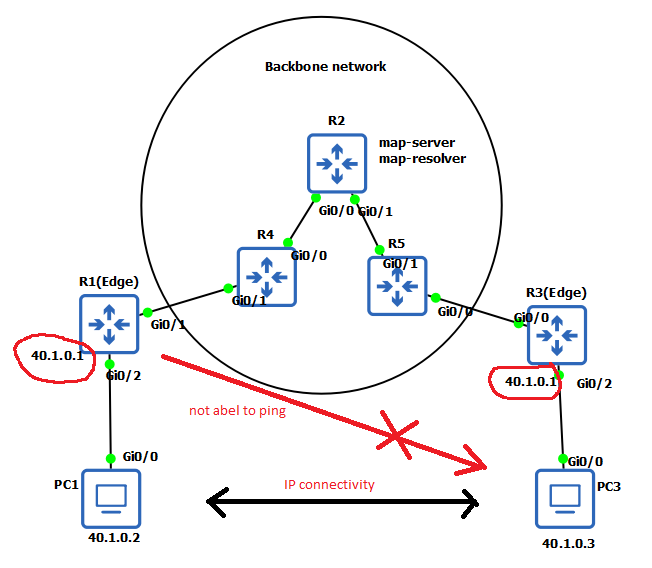 Backbone network
R2
map-server
map-resolver
Gi0/0
Gi0/1
R4
R5
Gi0/0
Gi0/1
R1(Edge)
Gi0/1
R3(Edge)
Gi0/1
Gi0/0
Gi0/0
40.1.0.1
Gi0/2
40.1.0.1
Gi0/2
not abel to ping
Gi0/0
Gi0/0
PC1
IP connectivity
PC3
40.1.0.2
40.1.0.3